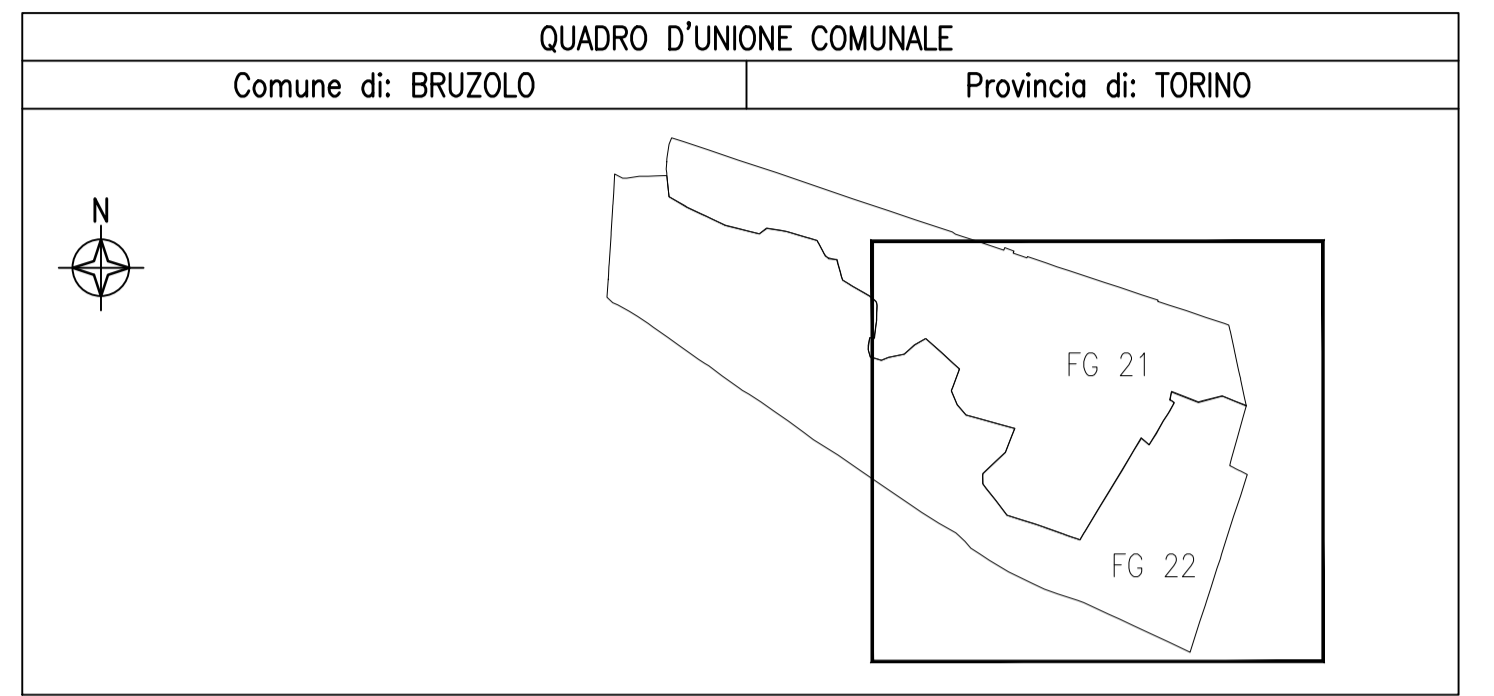 QUADRO D'UNIONE COMUNALE
Comune di: BRUZOLO
Provincia di: TORINO
N
FG 21
FG 22